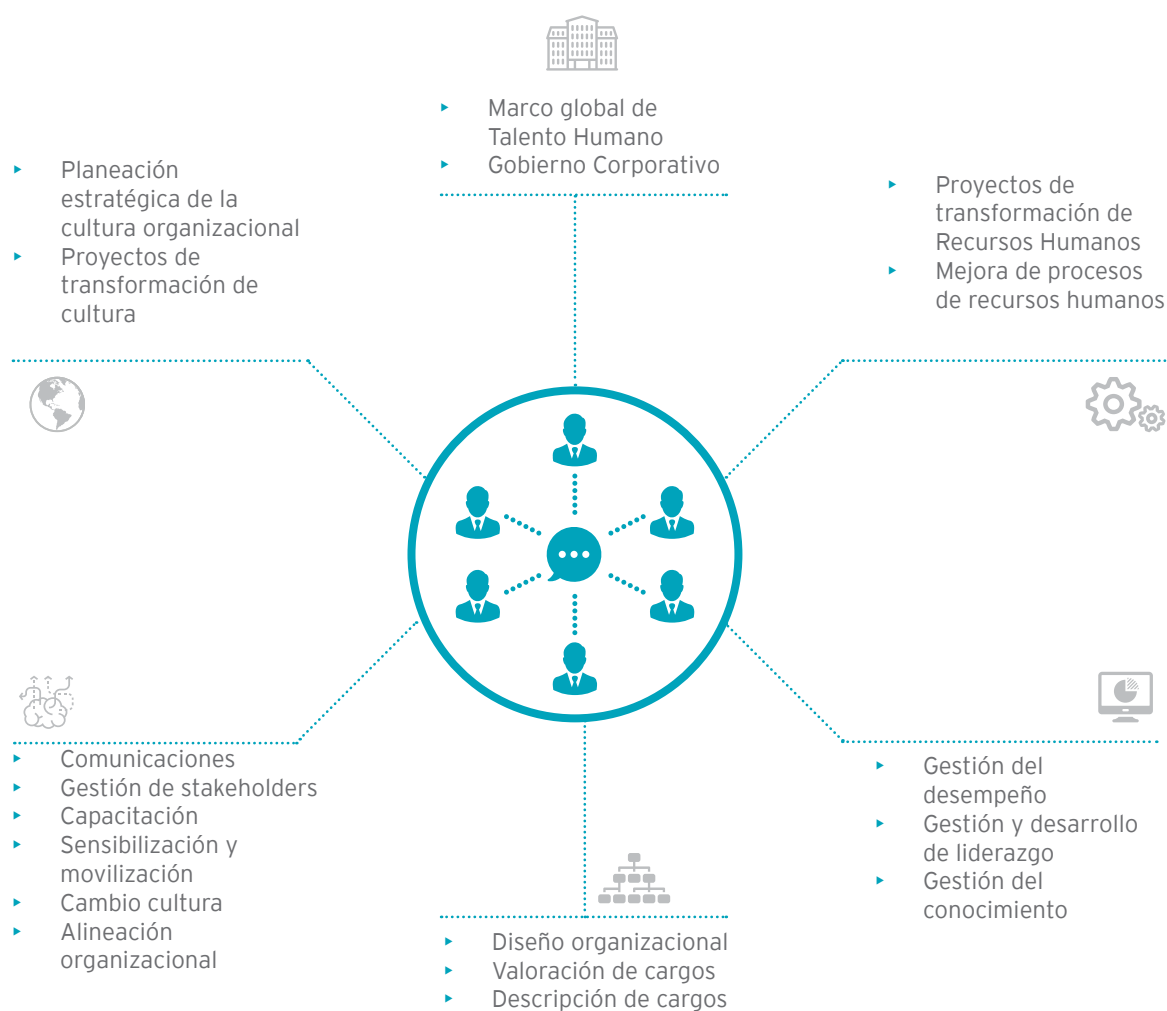 Marco global de
Talento Humano
Gobierno Corporativo
Planeación
estratégica de la
cultura organizacional
Proyectos de
transformación de
cultura
Proyectos de
transformación de
Recursos Humanos
Mejora de procesos
de recursos humanos
Comunicaciones
Gestión de stakeholders
Capacitación
Sensibilización y
movilización
Cambio cultura
Alineación
organizacional
Diseño organizacional
Valoración de cargos
Descripción de cargos
Gestión del
desempeño
Gestión y desarrollo
de liderazgo
Gestión del
conocimiento